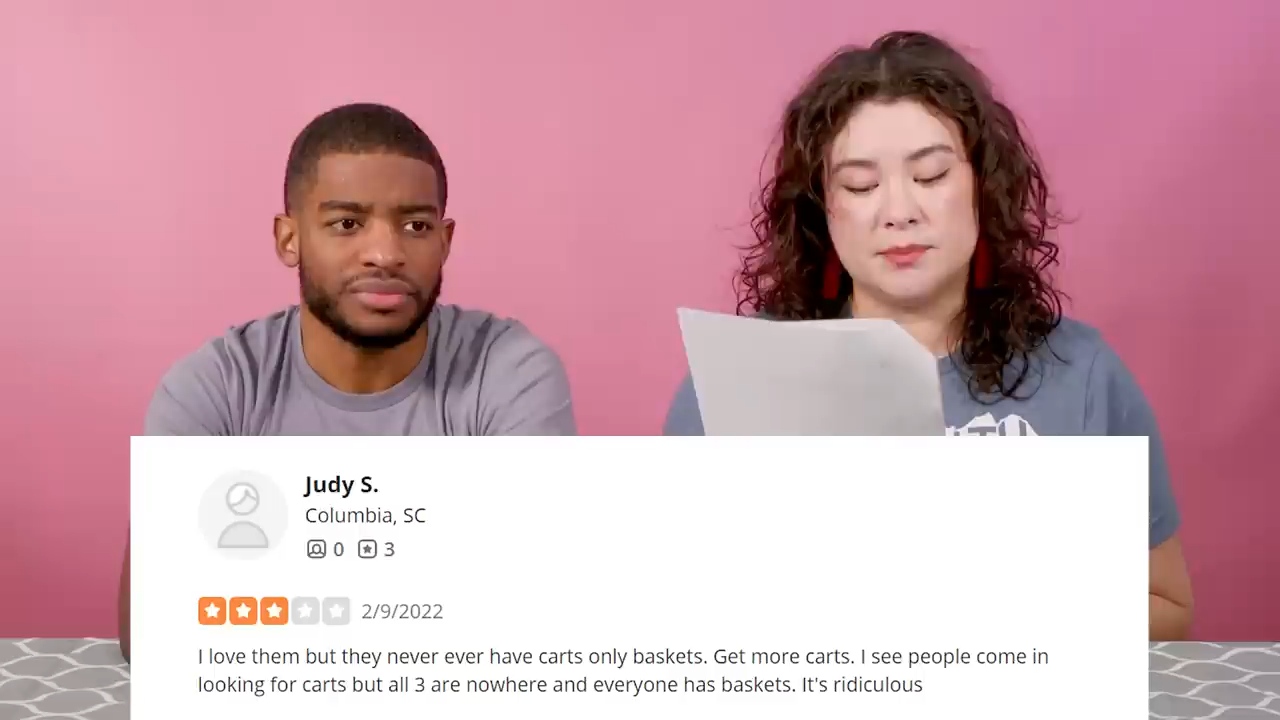 Judy S.
Columbia, SC
0 3
2/9/2022
I love them but they never ever have carts only baskets. Get more carts. I see people come in
looking for carts but all 3 are nowhere and everyone has baskets. It's ridiculous